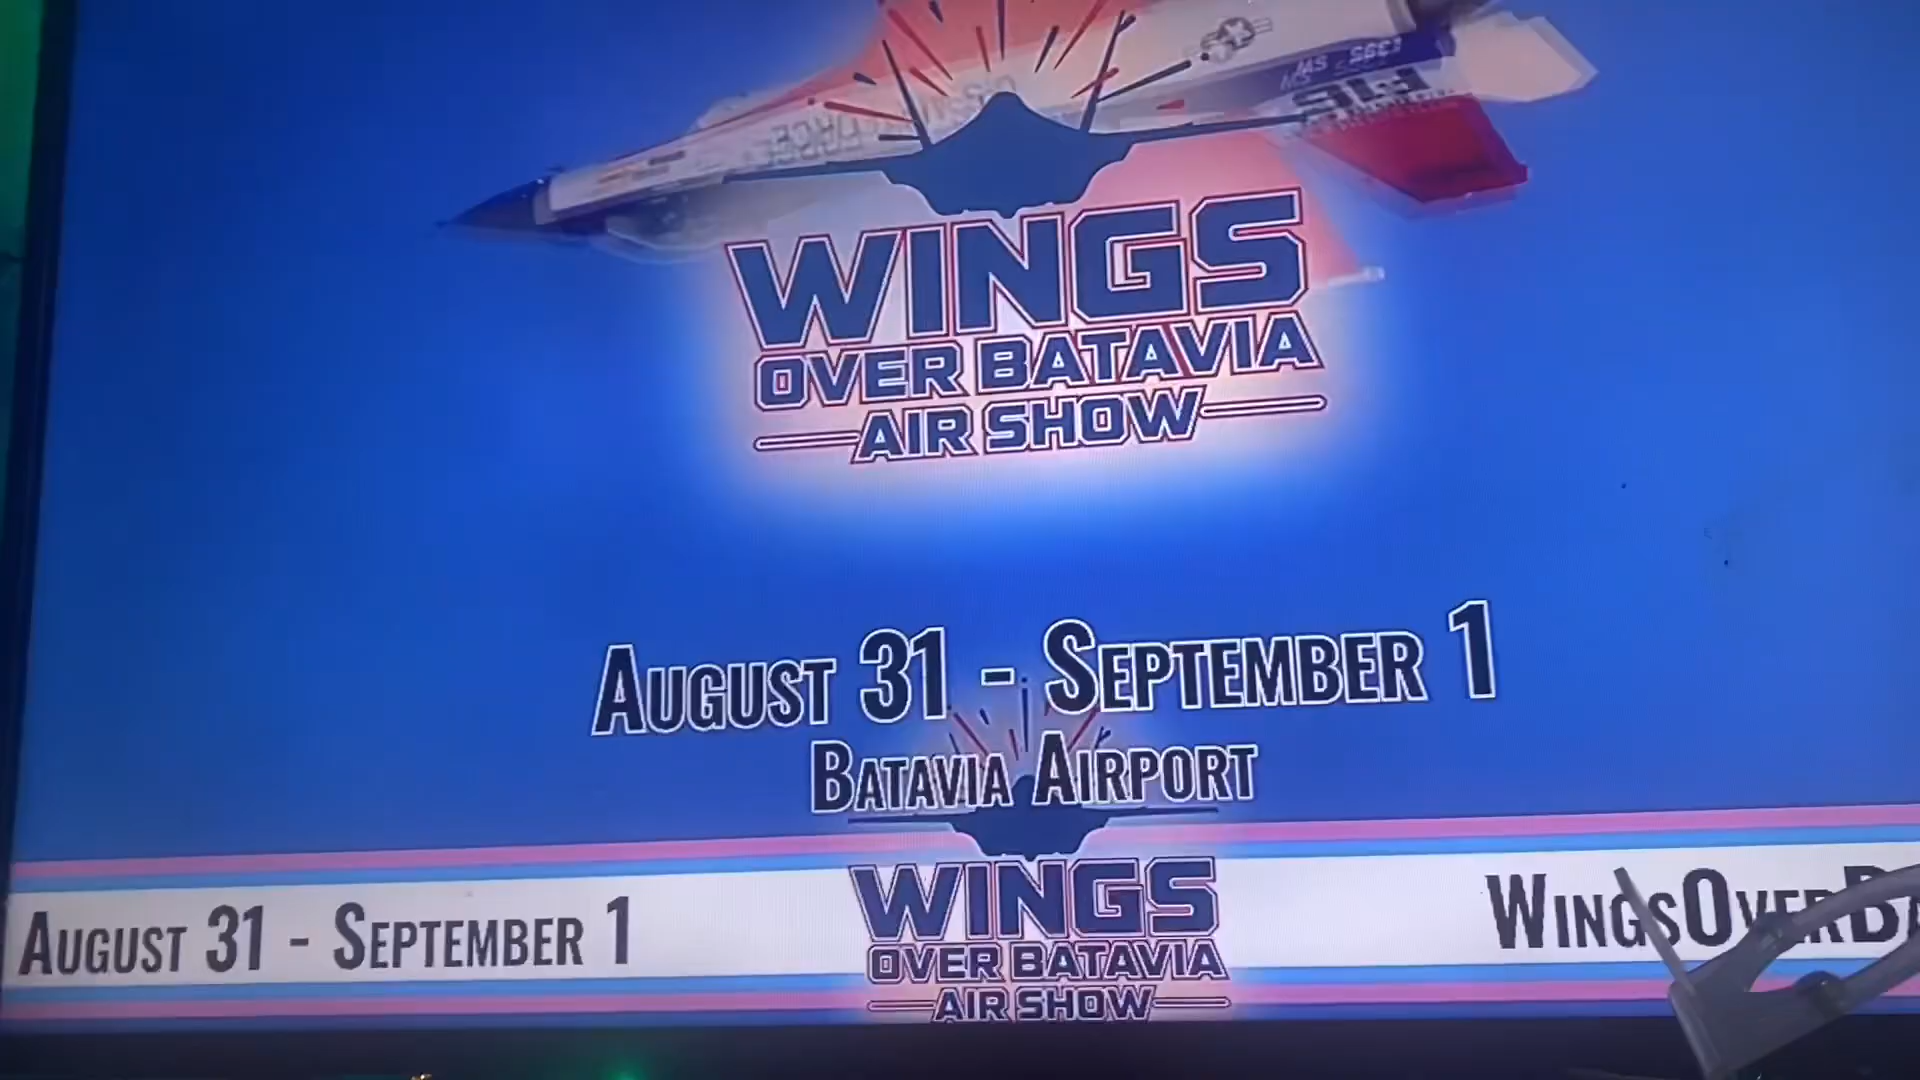 WINGS
OVER BATAVIA
AIR SHOW
AUGUST 31 - SEPTEMBER 1
BATAVIA AIRPORT
AUGUST 31 - SEPTEMBER 1
WINGS
OVER BATAVIA
AIR SHOW